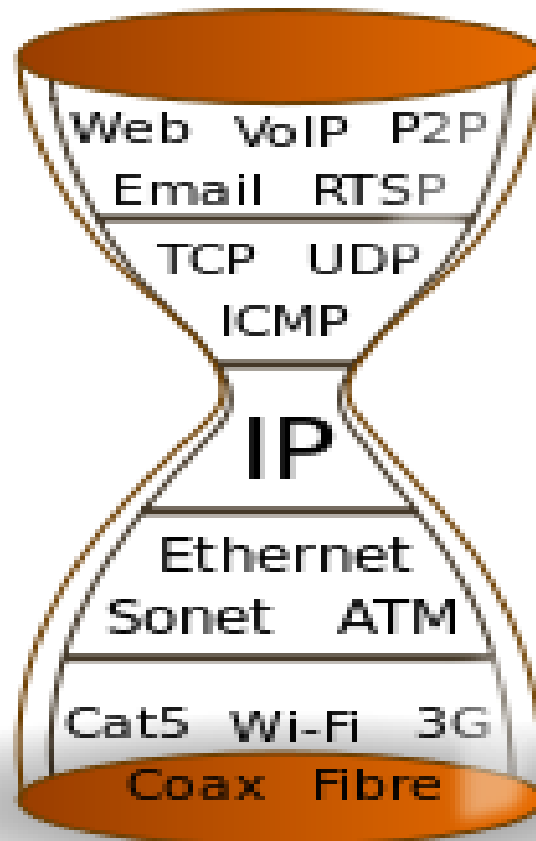 Web VoIP P2P
Email RTSP
TCP UDP
ICMP
IP
Ethernet
Sonet ATM
Cat5 Wi-Fi 3G
Coax Fibre